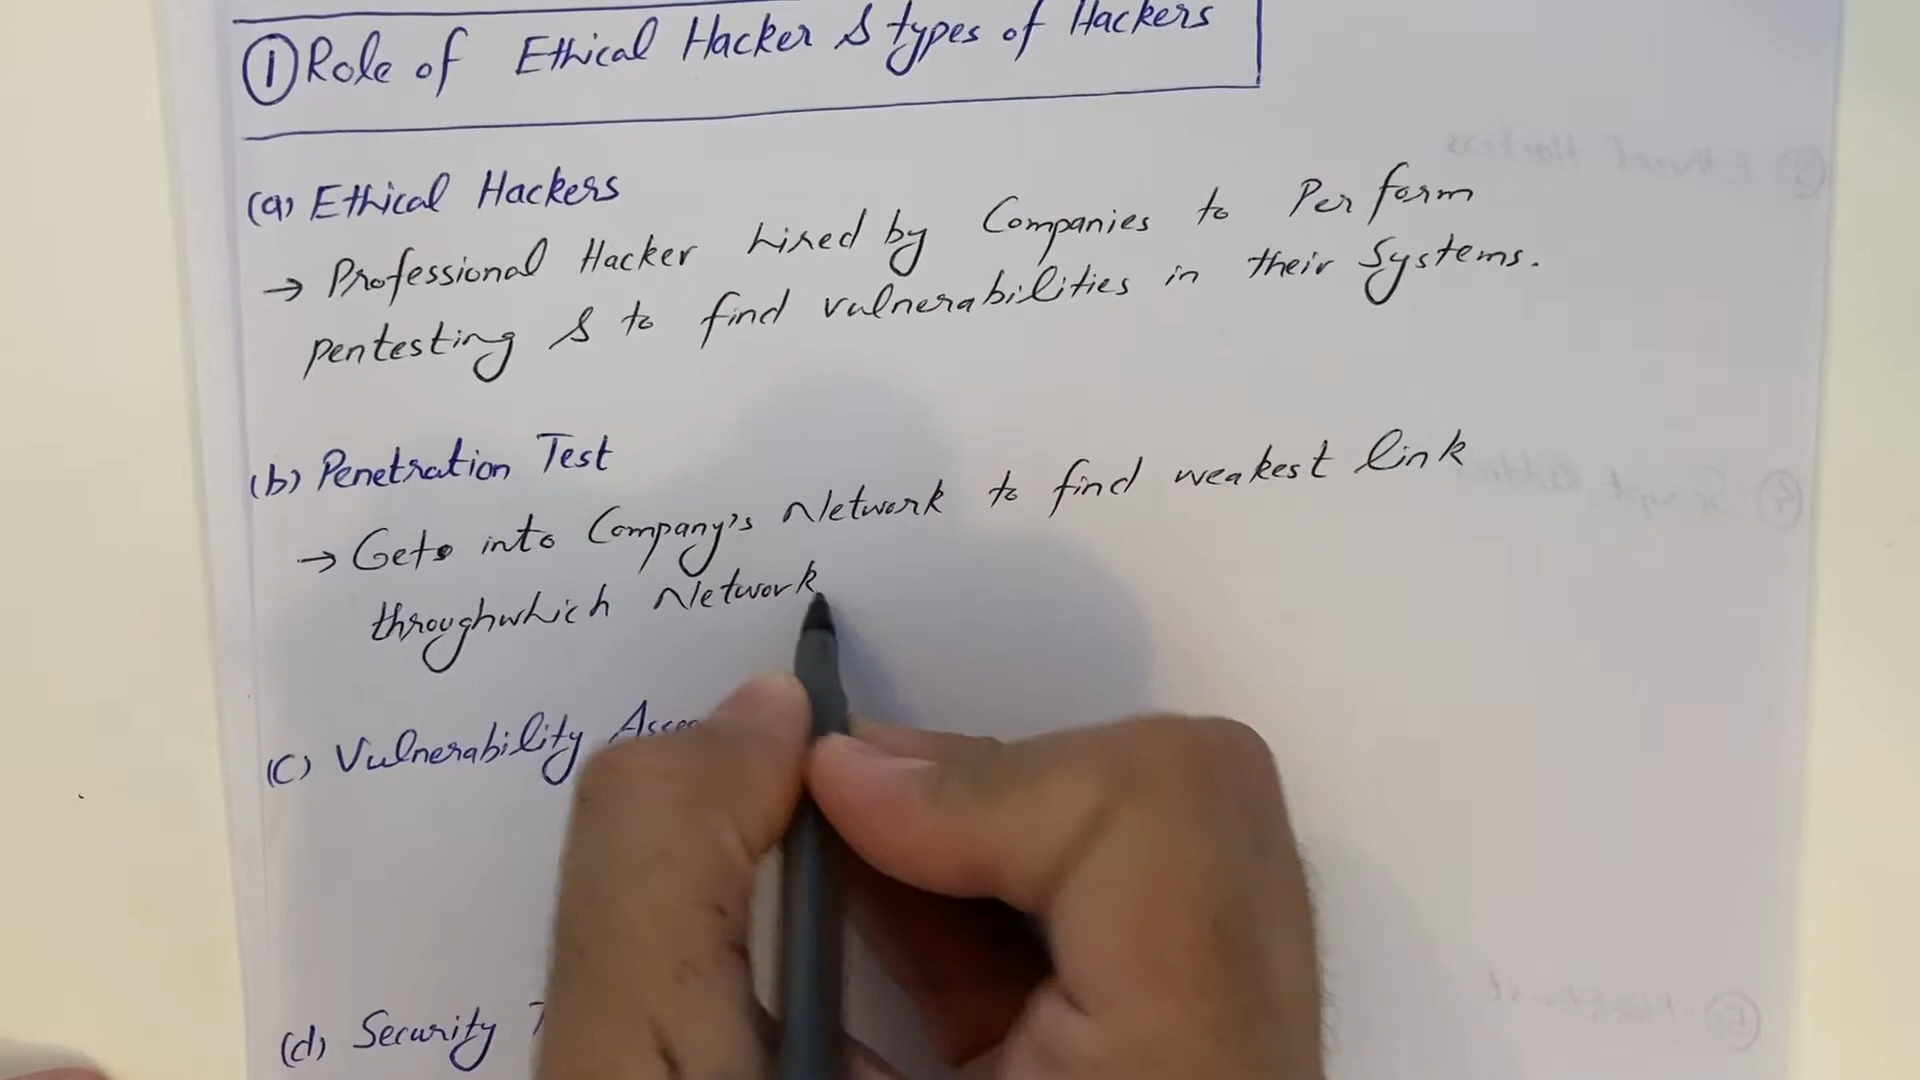 ① Role of Ethical Hacker & types of Hackers
(a) Ethical Hackers
→ Professional Hacker hired by Companies to Perform
pentesting & to find vulnerabilities in their Systems.
(b) Penetration Test
→ Gets into Company's Network to find weakest link
throughwhich Network
(c) Vulnerability
(d) Security